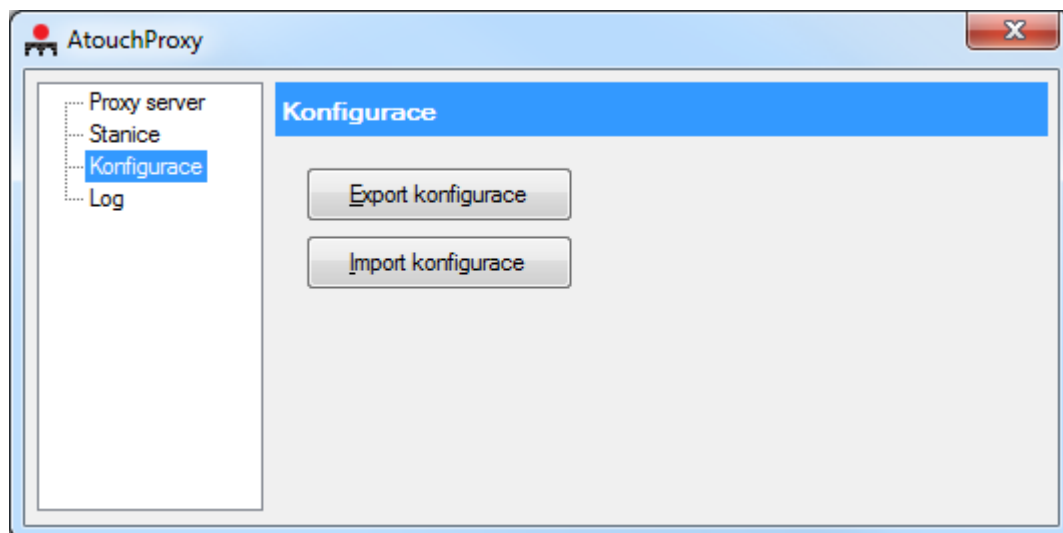 AtouchProxy
Proxy server
Stanice
Konfigurace
Log
Konfigurace
Export konfigurace
Import konfigurace